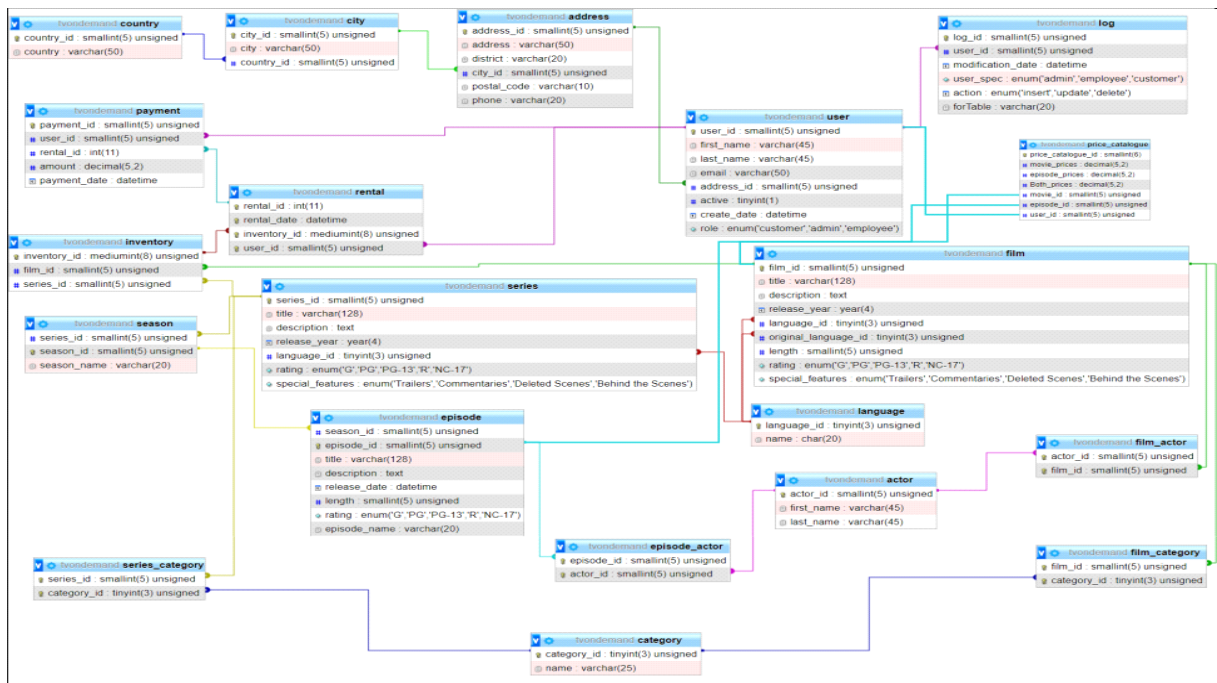 tvondemand country
country_id : smallint(5) unsigned
country : varchar(50)
tvondemand city
city_id : smallint(5) unsigned
city : varchar(50)
country_id : smallint(5) unsigned
tvondemand address
address_id : smallint(5) unsigned
address : varchar(50)
district : varchar(20)
city_id : smallint(5) unsigned
postal_code : varchar(10)
phone : varchar(20)
tvondemand log
log_id : smallint(5) unsigned
user_id : smallint(5) unsigned
modification_date : datetime
user_spec : enum('admin','employee','customer')
action : enum('insert','update','delete')
forTable : varchar(20)
tvondemand payment
payment_id : smallint(5) unsigned
user_id : smallint(5) unsigned
rental_id : int(11)
amount : decimal(5,2)
payment_date : datetime
tvondemand user
user_id : smallint(5) unsigned
first_name : varchar(45)
last_name : varchar(45)
email : varchar(50)
address_id : smallint(5) unsigned
active : tinyint(1)
create_date : datetime
role : enum('customer','admin','employee')
tvondemand price_catalogue
price_catalogue_id : smallint(6)
movie_prices : decimal(5,2)
episode_prices : decimal(5,2)
Both_prices : decimal(5,2)
movie_id : smallint(5) unsigned
episode_id : smallint(5) unsigned
user_id : smallint(5) unsigned
tvondemand rental
rental_id : int(11)
rental_date : datetime
inventory_id : mediumint(8) unsigned
user_id : smallint(5) unsigned
tvondemand inventory
inventory_id : mediumint(8) unsigned
film_id : smallint(5) unsigned
series_id : smallint(5) unsigned
tvondemand series
series_id : smallint(5) unsigned
title : varchar(128)
description : text
release_year : year(4)
language_id : tinyint(3) unsigned
rating : enum('G','PG','PG-13','R','NC-17')
special_features : enum('Trailers','Commentaries','Deleted Scenes','Behind the Scenes')
tvondemand film
film_id : smallint(5) unsigned
title : varchar(128)
description : text
release_year : year(4)
language_id : tinyint(3) unsigned
original_language_id : tinyint(3) unsigned
length : smallint(5) unsigned
rating : enum('G','PG','PG-13','R','NC-17')
special_features : enum('Trailers','Commentaries','Deleted Scenes','Behind the Scenes')
tvondemand season
series_id : smallint(5) unsigned
season_id : smallint(5) unsigned
season_name : varchar(20)
tvondemand episode
season_id : smallint(5) unsigned
episode_id : smallint(5) unsigned
title : varchar(128)
description : text
release_date : datetime
length : smallint(5) unsigned
rating : enum('G','PG','PG-13','R','NC-17')
episode_name : varchar(20)
tvondemand language
language_id : tinyint(3) unsigned
name : char(20)
tvondemand film_actor
actor_id : smallint(5) unsigned
film_id : smallint(5) unsigned
tvondemand actor
actor_id : smallint(5) unsigned
first_name : varchar(45)
last_name : varchar(45)
tvondemand series_category
series_id : smallint(5) unsigned
category_id : tinyint(3) unsigned
tvondemand episode_actor
episode_id : smallint(5) unsigned
actor_id : smallint(5) unsigned
tvondemand film_category
film_id : smallint(5) unsigned
category_id : tinyint(3) unsigned
tvondemand category
category_id : tinyint(3) unsigned
name : varchar(25)